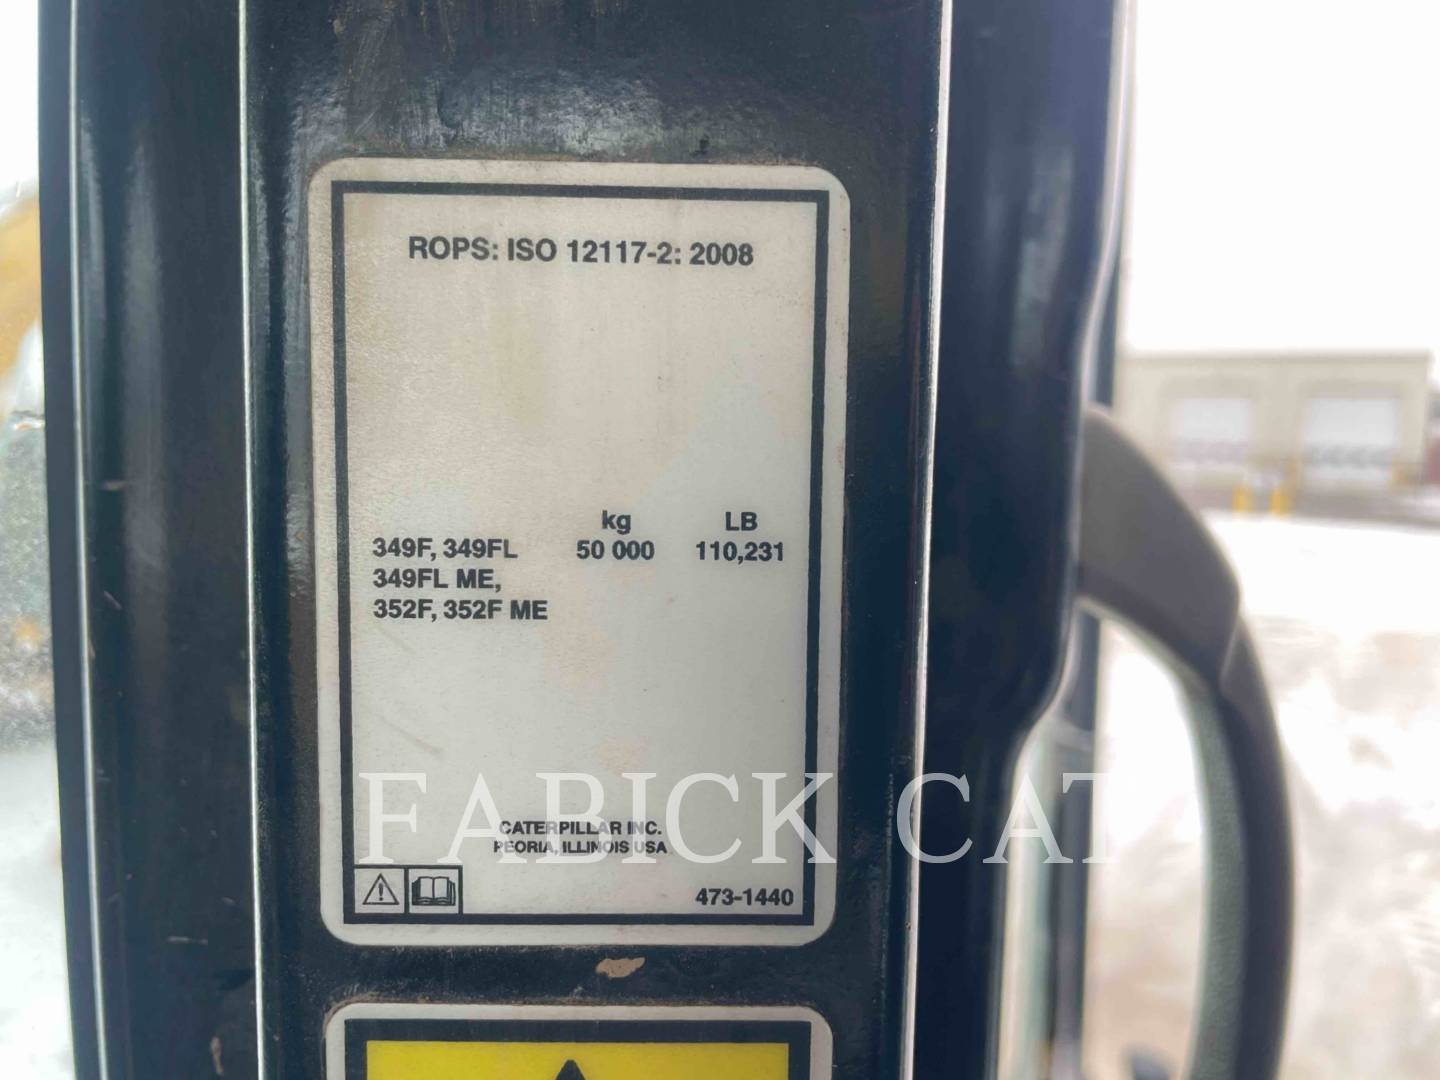 ROPS: ISO 12117-2: 2008
kg LB
349F, 349FL 50 000 110,231
349FL ME,
352F, 352F ME
FABICK CAT
CATERPILLAR INC.
PEORIA, ILLINOIS USA
473-1440